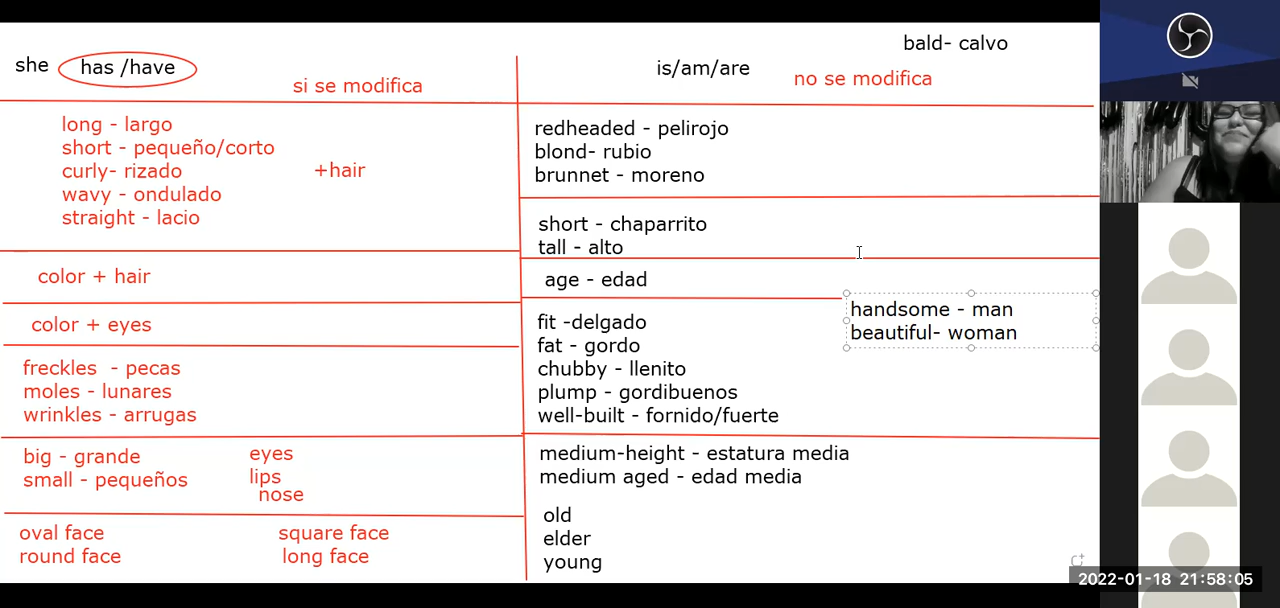 bald- calvo
she has /have
is/am/are
si se modifica
no se modifica
long - largo
short - pequeño/corto
curly- rizado
+hair
wavy - ondulado
straight - lacio
color + hair
color + eyes
freckles - pecas
moles - lunares
wrinkles - arrugas
big - grande
small - pequeños
eyes
lips
nose
oval face
square face
round face
long face
redheaded - pelirojo
blond- rubio
brunnet - moreno
short - chaparrito
tall - alto
age - edad
handsome - man
beautiful- woman
fit -delgado
fat - gordo
chubby - llenito
plump - gordibuenos
well-built - fornido/fuerte
medium-height - estatura media
medium aged - edad media
old
elder
young
2022-01-18 21:58:05